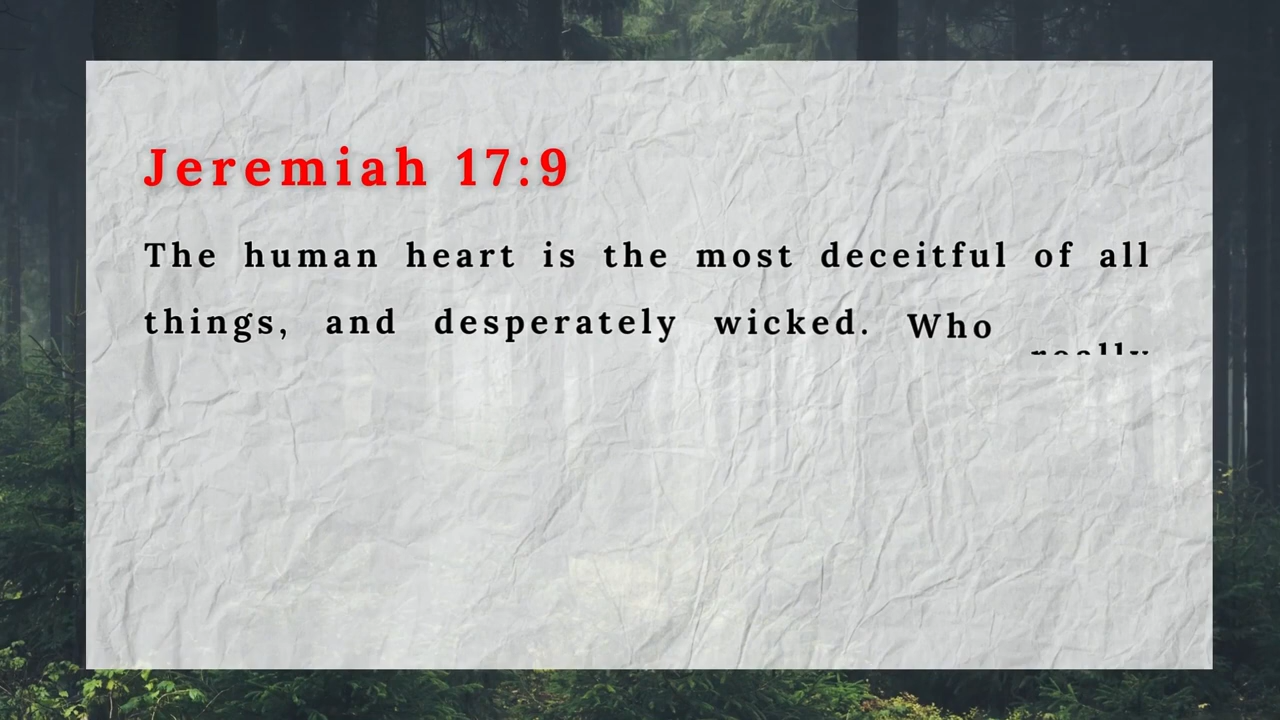 Jeremiah 17:9
The human heart is the most deceitful of all
things, and desperately wicked. Who